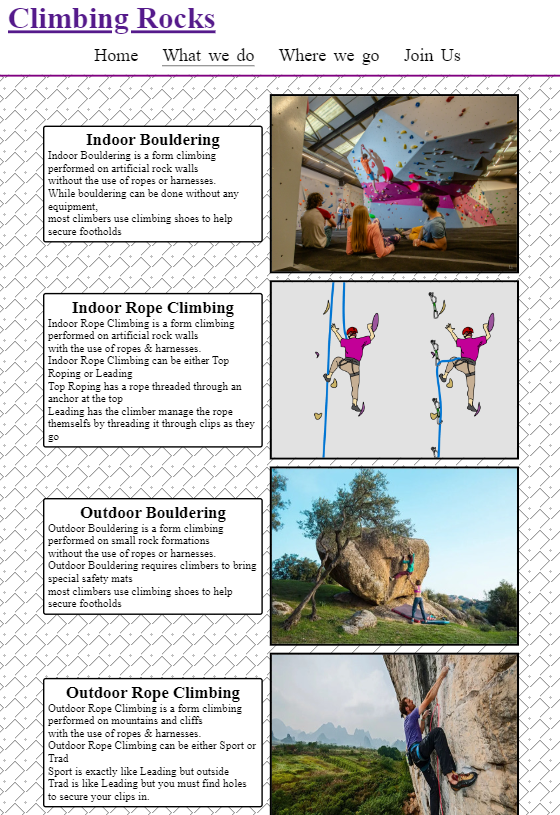 Climbing Rocks
Home What we do Where we go Join Us
Indoor Bouldering
Indoor Bouldering is a form climbing
performed on artificial rock walls
without the use of ropes or harnesses.
While bouldering can be done without any
equipment,
most climbers use climbing shoes to help
secure footholds
Indoor Rope Climbing
Indoor Rope Climbing is a form climbing
performed on artificial rock walls
with the use of ropes & harnesses.
Indoor Rope Climbing can be either Top
Roping or Leading
Top Roping has a rope threaded through an
anchor at the top
Leading has the climber manage the rope
themselfs by threading it through clips as they
go
Outdoor Bouldering
Outdoor Bouldering is a form climbing
performed on small rock formations
without the use of ropes or harnesses.
Outdoor Bouldering requires climbers to bring
special safety mats
most climbers use climbing shoes to help
secure footholds
Outdoor Rope Climbing
Outdoor Rope Climbing is a form climbing
performed on mountains and cliffs
with the use of ropes & harnesses.
Outdoor Rope Climbing can be either Sport or
Trad
Sport is exactly like Leading but outside
Trad is like Leading but you must find holes
to secure your clips in.